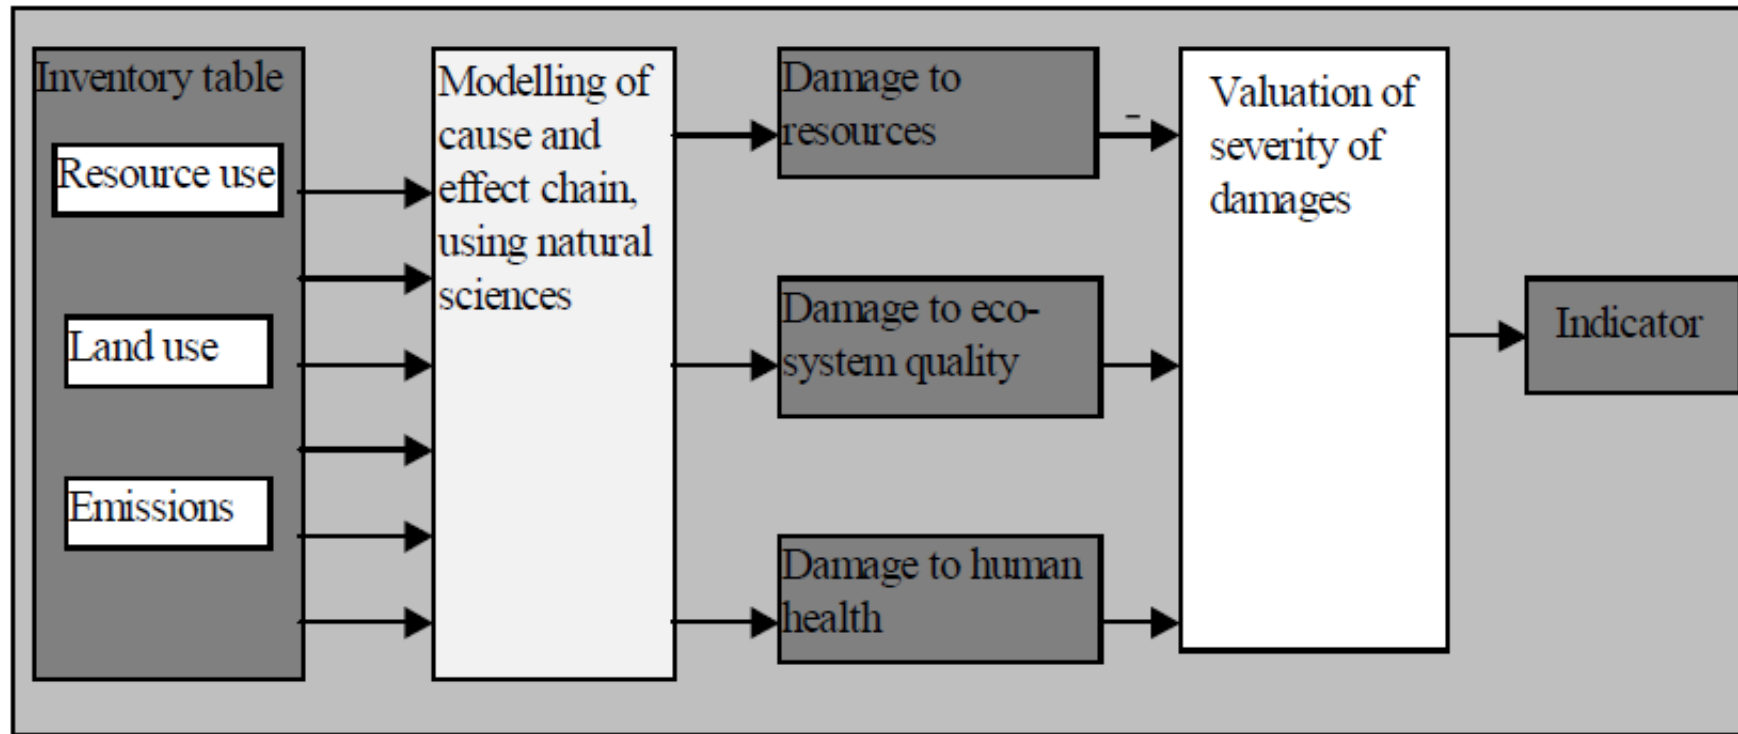 Inventory table
Resource use
Land use
Emissions
Modelling of
cause and
effect chain,
using natural
sciences
Damage to
resources
-
Damage to eco-
system quality
Damage to human
health
Valuation of
severity of
damages
Indicator